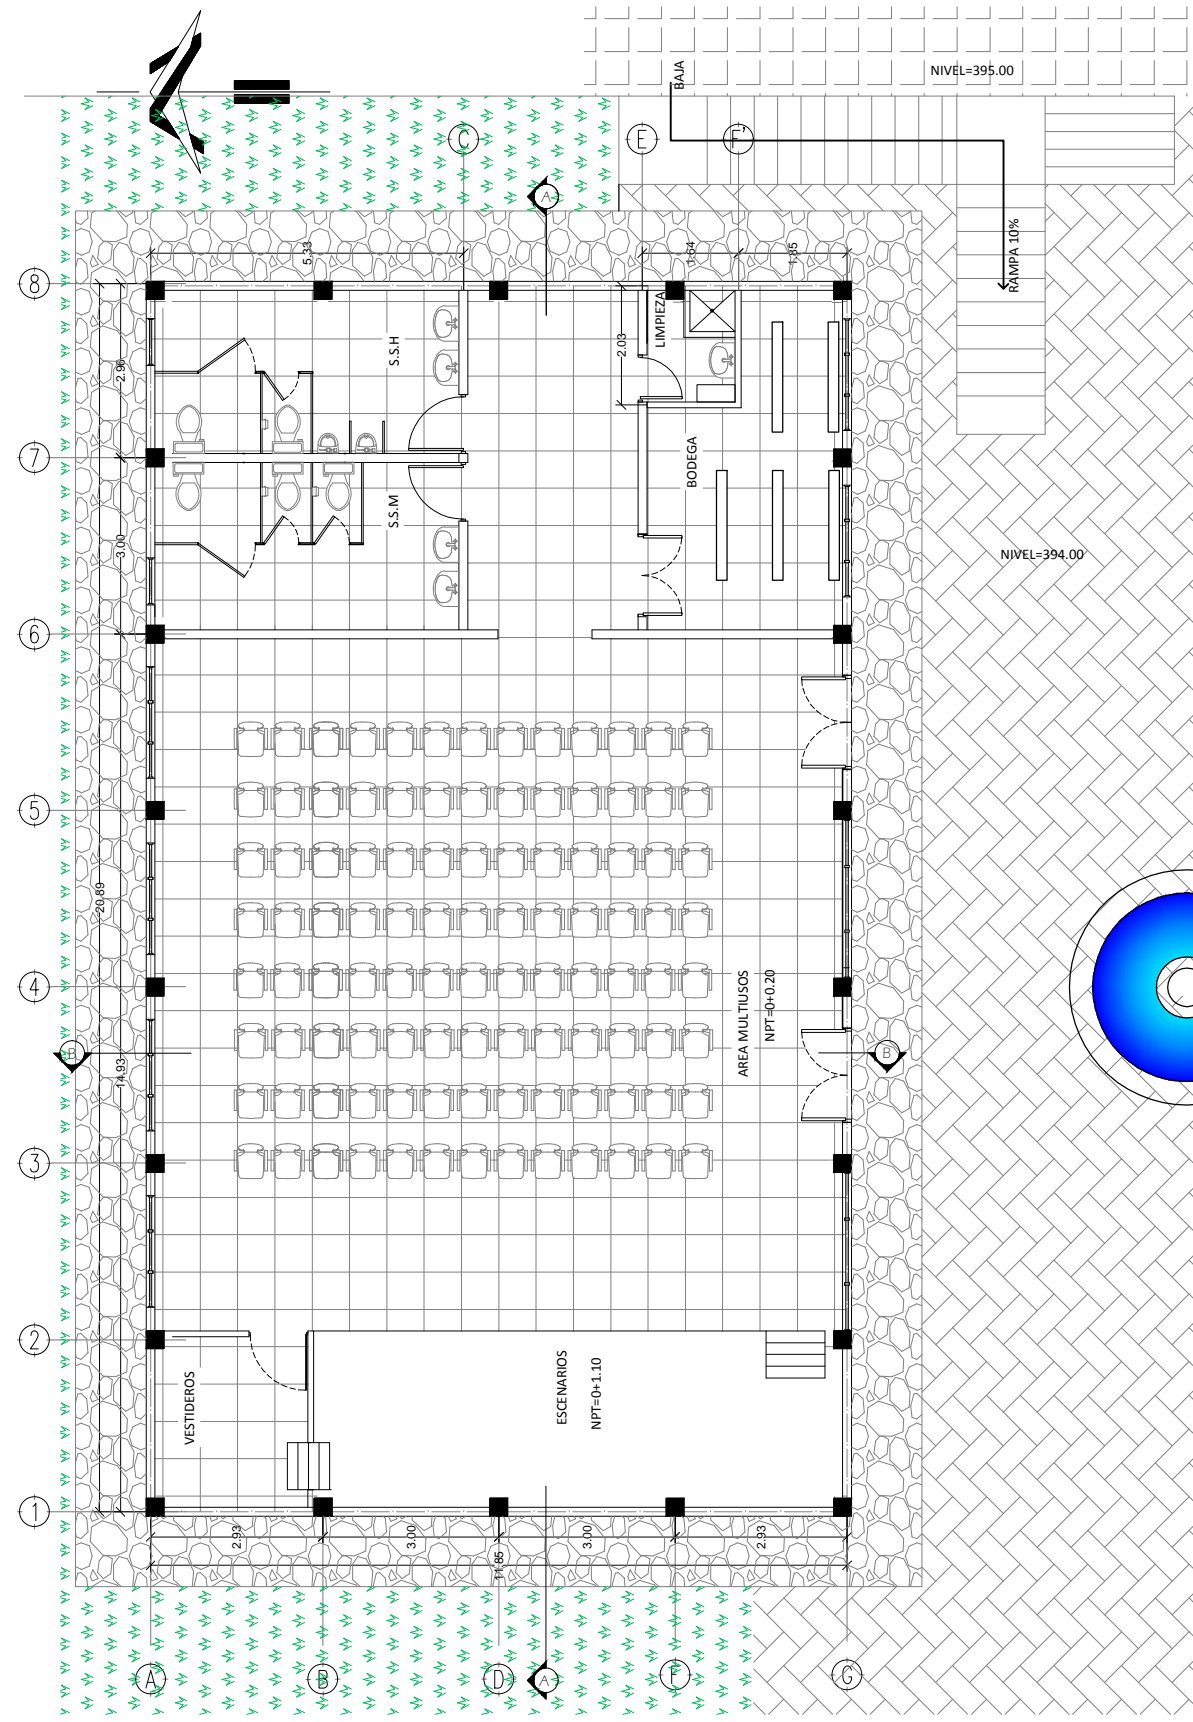 NIVEL=395.00
BAJA
C
E
F'
A
RAMPA 10%
5.33
1.64
1.85
8
LIMPIEZA
2.03
S.S.H
2.96
7
BODEGA
S.S.M
3.00
NIVEL=394.00
6
5
20.89
4
AREA MULTIUSOS
NPT=0+0.20
B
B
14.93
3
2
VESTIDEROS
ESCENARIOS
NPT=0+1.10
1
2.93
3.00
3.00
2.93
11.85
A
B
D
A
F
G